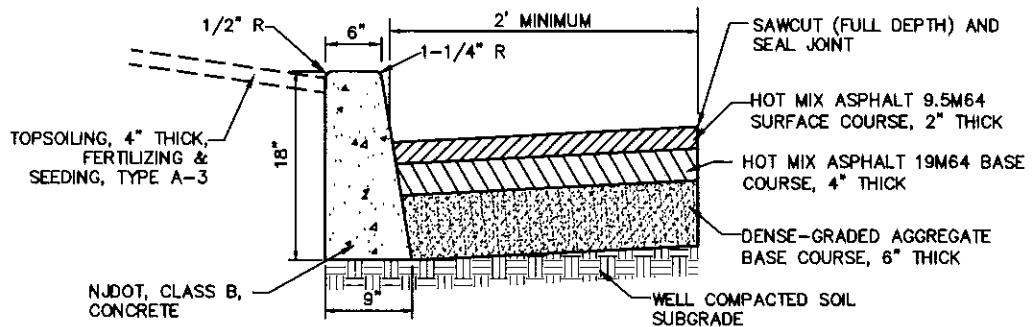 1/2" R
6"
2' MINIMUM
1-1/4" R
SAWCUT (FULL DEPTH) AND
SEAL JOINT
HOT MIX ASPHALT 9.5M64
SURFACE COURSE, 2" THICK
TOPSOILING, 4" THICK,
FERTILIZING &
SEEDING, TYPE A-3
18"
HOT MIX ASPHALT 19M64 BASE
COURSE, 4" THICK
DENSE-GRADED AGGREGATE
BASE COURSE, 6" THICK
NJDOT, CLASS B,
CONCRETE
9"
WELL COMPACTED SOIL
SUBGRADE